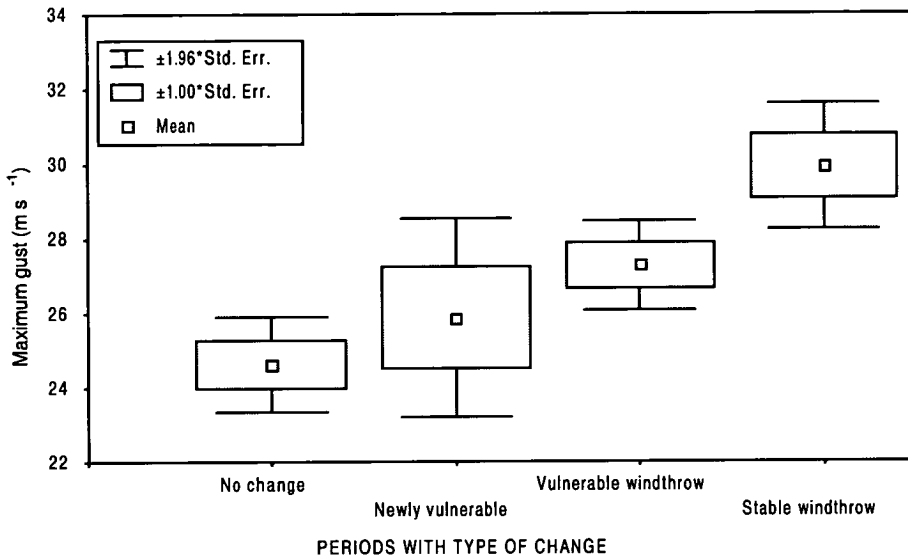 34
32
30
28
26
24
22
Maximum gust (m s -1)
±1.96*Std. Err.
±1.00*Std. Err.
Mean
No change
Newly vulnerable
Vulnerable windthrow
Stable windthrow
PERIODS WITH TYPE OF CHANGE